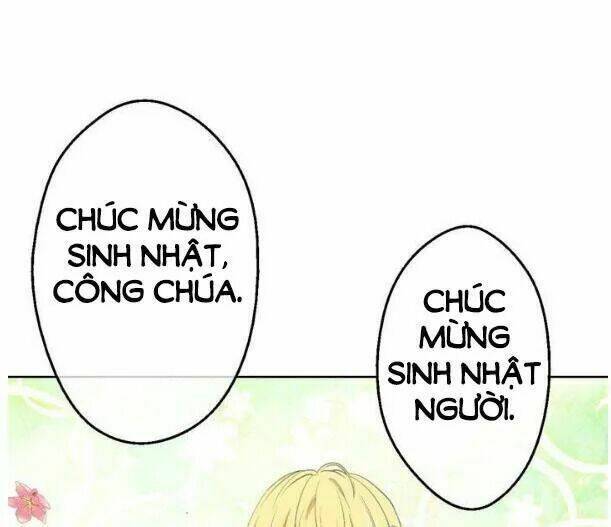 CHÚC MỪNG
SINH NHẬT,
CÔNG CHÚA.
CHÚC
MỪNG
SINH NHẬT
NGƯỜI.